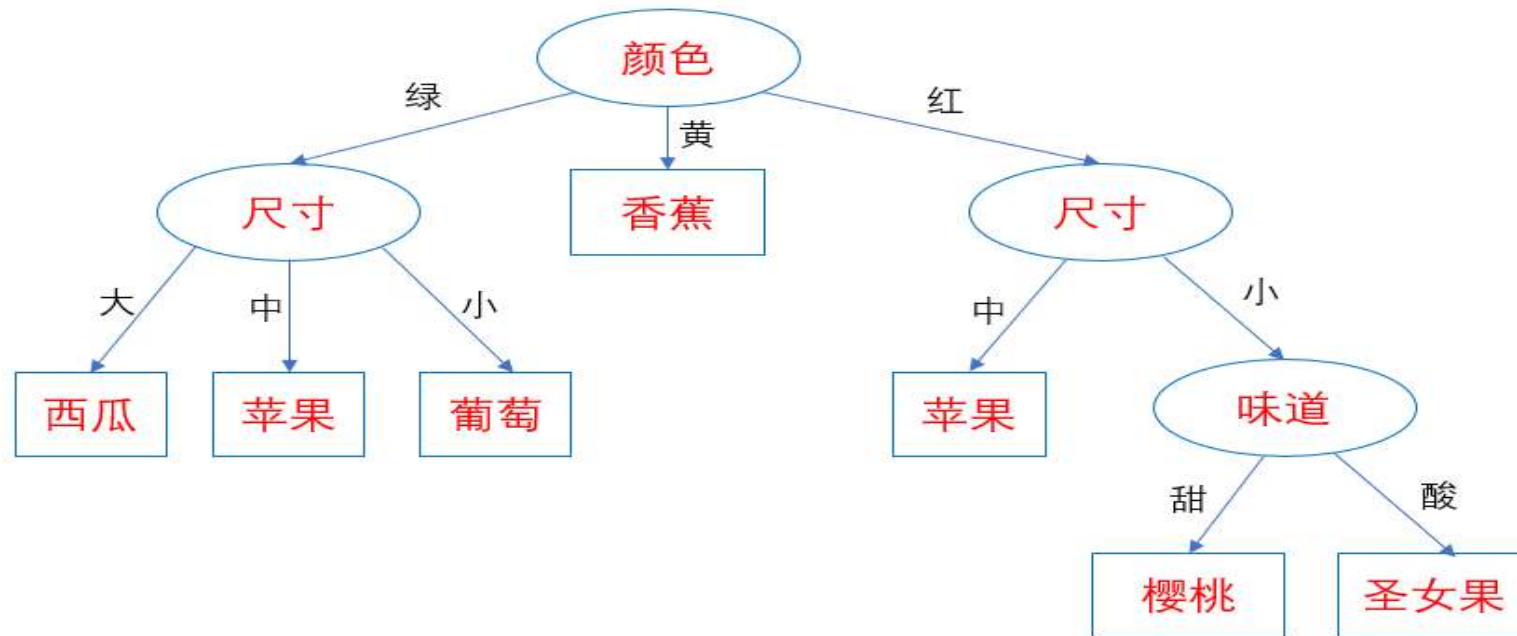 颜色
绿
黄
红
尺寸
香蕉
尺寸
大
中
小
中
小
西瓜
苹果
葡萄
苹果
味道
甜
酸
樱桃
圣女果